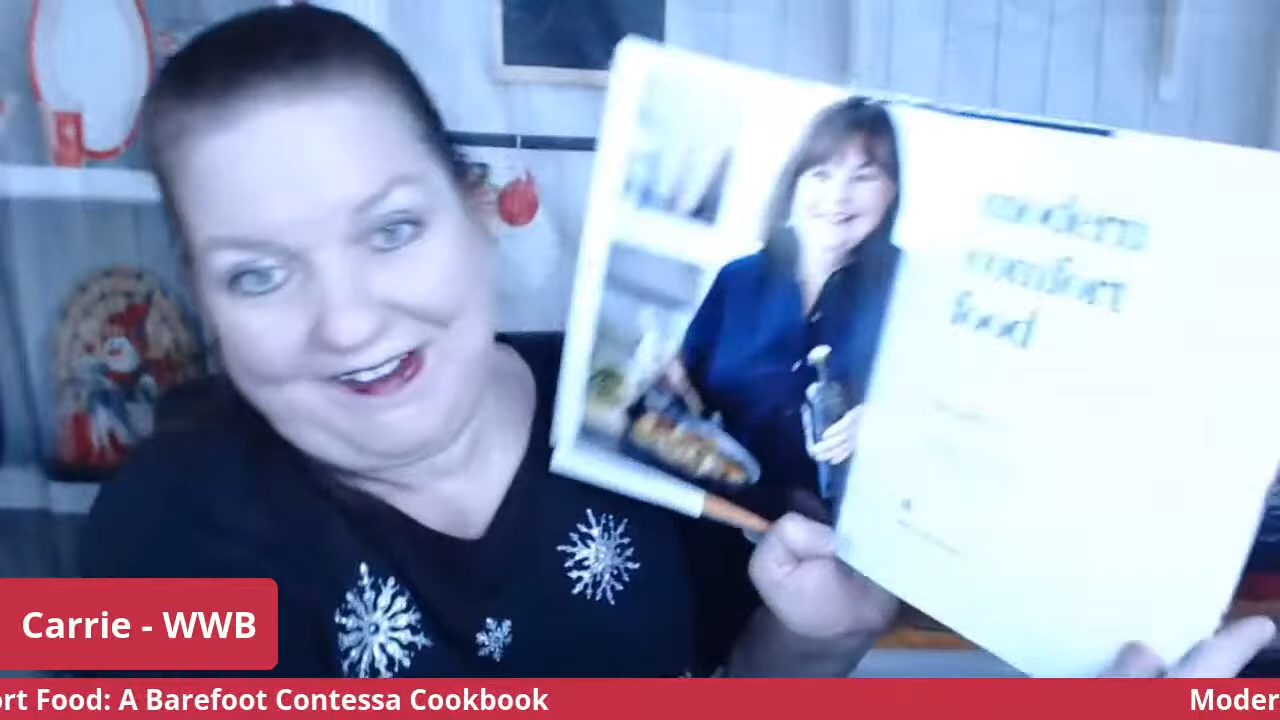 modern
comfort
food
Carrie - WWB
ort Food: A Barefoot Contessa Cookbook
Moder